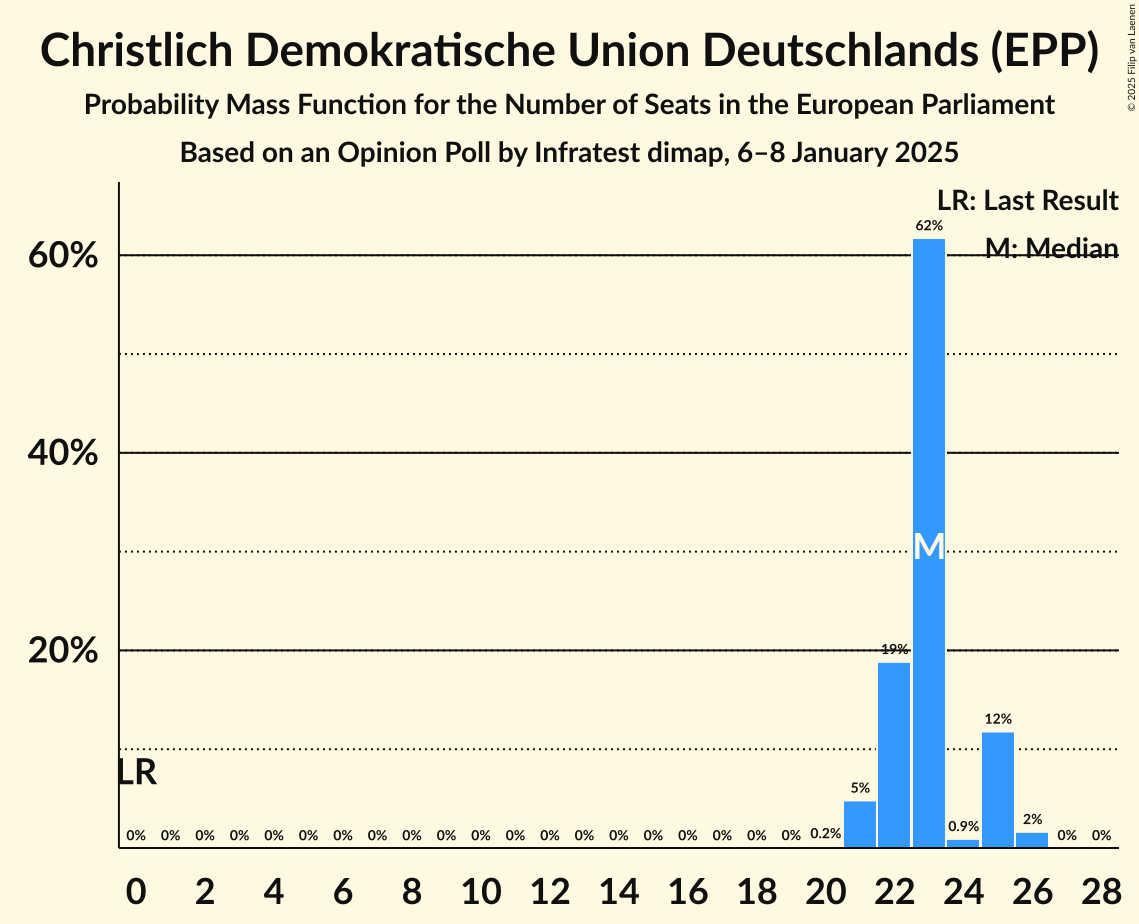 Christlich Demokratische Union Deutschlands (EPP)
Probability Mass Function for the Number of Seats in the European Parliament
Based on an Opinion Poll by Infratest dimap, 6–8 January 2025
© 2025 Filip van Laenen
LR: Last Result
M: Median
60%
40%
20%
62%
M
19%
12%
LR
5%
0% 0% 0% 0% 0% 0% 0% 0% 0% 0% 0% 0% 0% 0% 0% 0% 0% 0% 0% 0% 0.2% 0.9% 2% 0% 0%
0 2 4 6 8 10 12 14 16 18 20 22 24 26 28